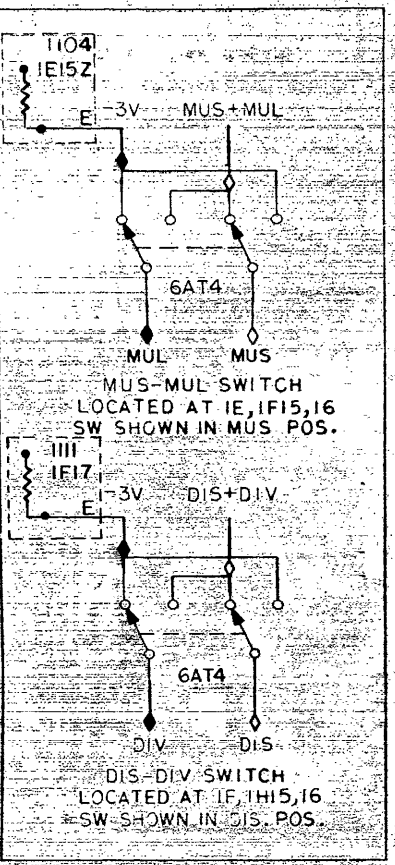 1104
1E15Z
E
-3V MUS+MUL
6AT4
MUL MUS
MUS-MUL SWITCH
LOCATED AT 1E,1F15,16
SW SHOWN IN MUS POS.
1111
1F17
E
-3V DIS+DIV
6AT4
DIV DIS
DIS-DIV SWITCH
LOCATED AT 1F,1H15,16
SW SHOWN IN DIS. POS.